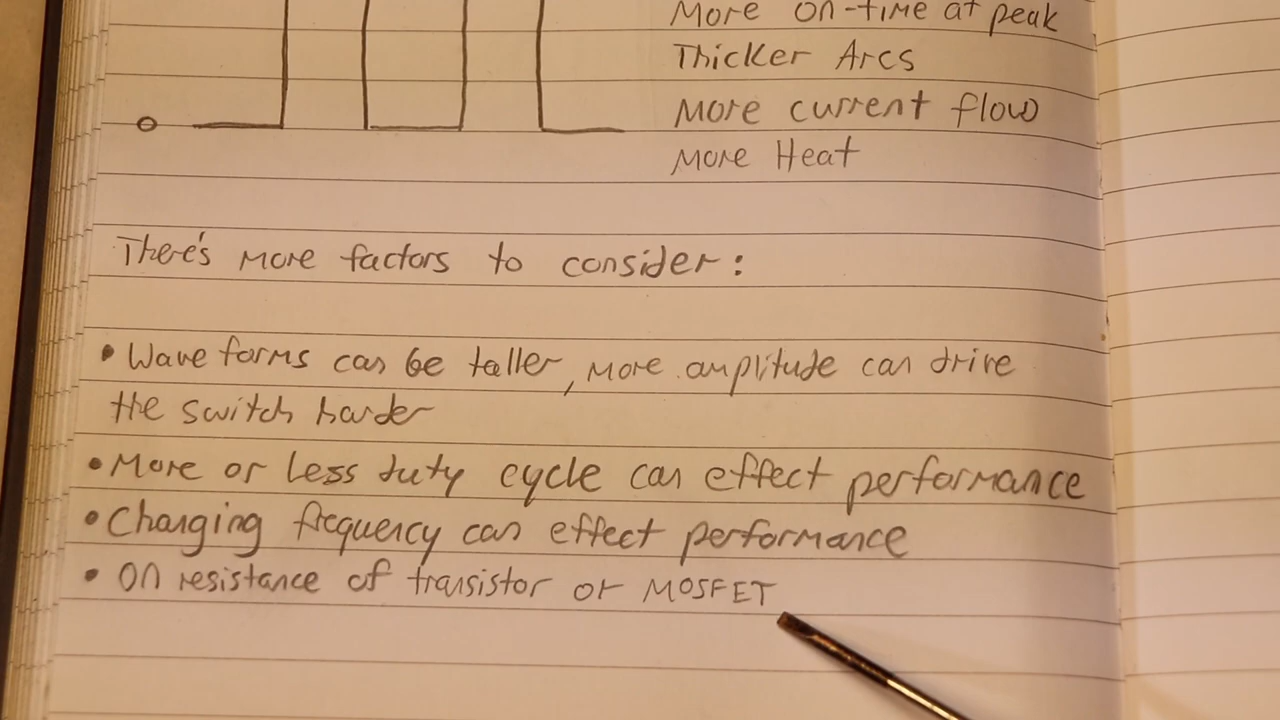 More on-time at peak
Thicker Arcs
More current flow
More Heat
o
There's more factors to consider:
• Wave forms can be taller, more amplitude can drive
the switch harder
• More or less duty cycle can effect performance
• Changing frequency can effect performance
• On resistance of transistor or MOSFET